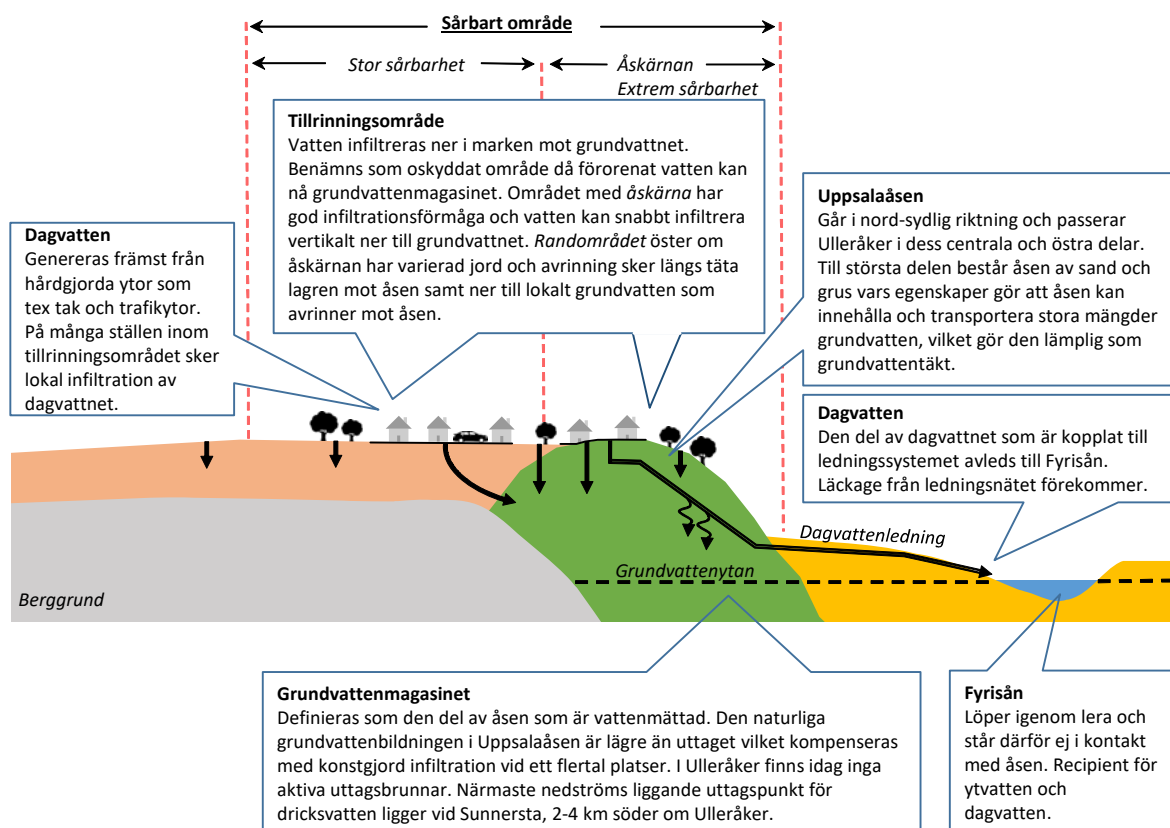 Sårbart område
Stor sårbarhet
Åskärnan
Extrem sårbarhet
Tillrinningsområde
Vatten infiltreras ner i marken mot grundvattnet.
Benämns som oskyddat område då förorenat vatten kan
nå grundvattenmagasinet. Området med åskärna har
god infiltrationsförmåga och vatten kan snabbt infiltrera
vertikalt ner till grundvattnet. Randområdet öster om
åskärnan har varierad jord och avrinning sker längs täta
lagren mot åsen samt ner till lokalt grundvatten som
avrinner mot åsen.
Uppsalaåsen
Går i nord-sydlig riktning och passerar
Ulleråker i dess centrala och östra delar.
Till största delen består åsen av sand och
grus vars egenskaper gör att åsen kan
innehålla och transportera stora mängder
grundvatten, vilket gör den lämplig som
grundvattentäkt.
Dagvatten
Genereras främst från
hårdgjorda ytor som
tex tak och trafikytor.
På många ställen inom
tillrinningsområdet sker
lokal infiltration av
dagvattnet.
Dagvatten
Den del av dagvattnet som är kopplat till
ledningssystemet avleds till Fyrisån.
Läckage från ledningsnätet förekommer.
Dagvattenledning
Grundvattenytan
Berggrund
Grundvattenmagasinet
Definieras som den del av åsen som är vattenmättad. Den naturliga
grundvattenbildningen i Uppsalaåsen är lägre än uttaget vilket kompenseras
med konstgjord infiltration vid ett flertal platser. I Ulleråker finns idag inga
aktiva uttagsbrunnar. Närmaste nedströms liggande uttagspunkt för
dricksvatten ligger vid Sunnersta, 2-4 km söder om Ulleråker.
Fyrisån
Löper igenom lera och
står därför ej i kontakt
med åsen. Recipient för
ytvatten och
dagvatten.